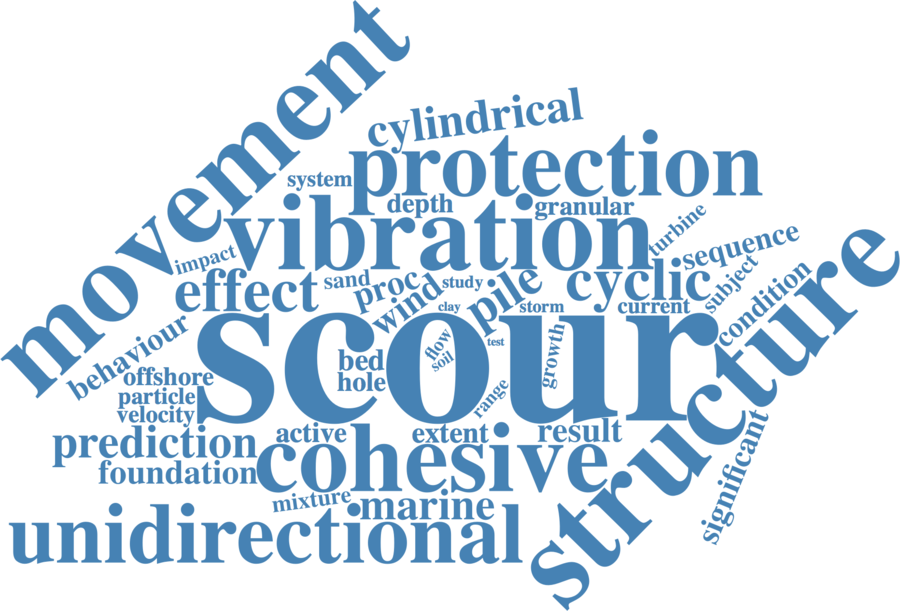 movement
cylindrical
protection
system
depth
granular
vibration
turbine
impact
sequence
effect
sand
proc
wind
study
pile
cyclic
subject
clay
storm
current
condition
structure
scour
behaviour
flow
soil
test
growth
bed
hole
range
offshore
particle
velocity
prediction
active
extent
result
foundation
cohesive
significant
mixture
marine
unidirectional